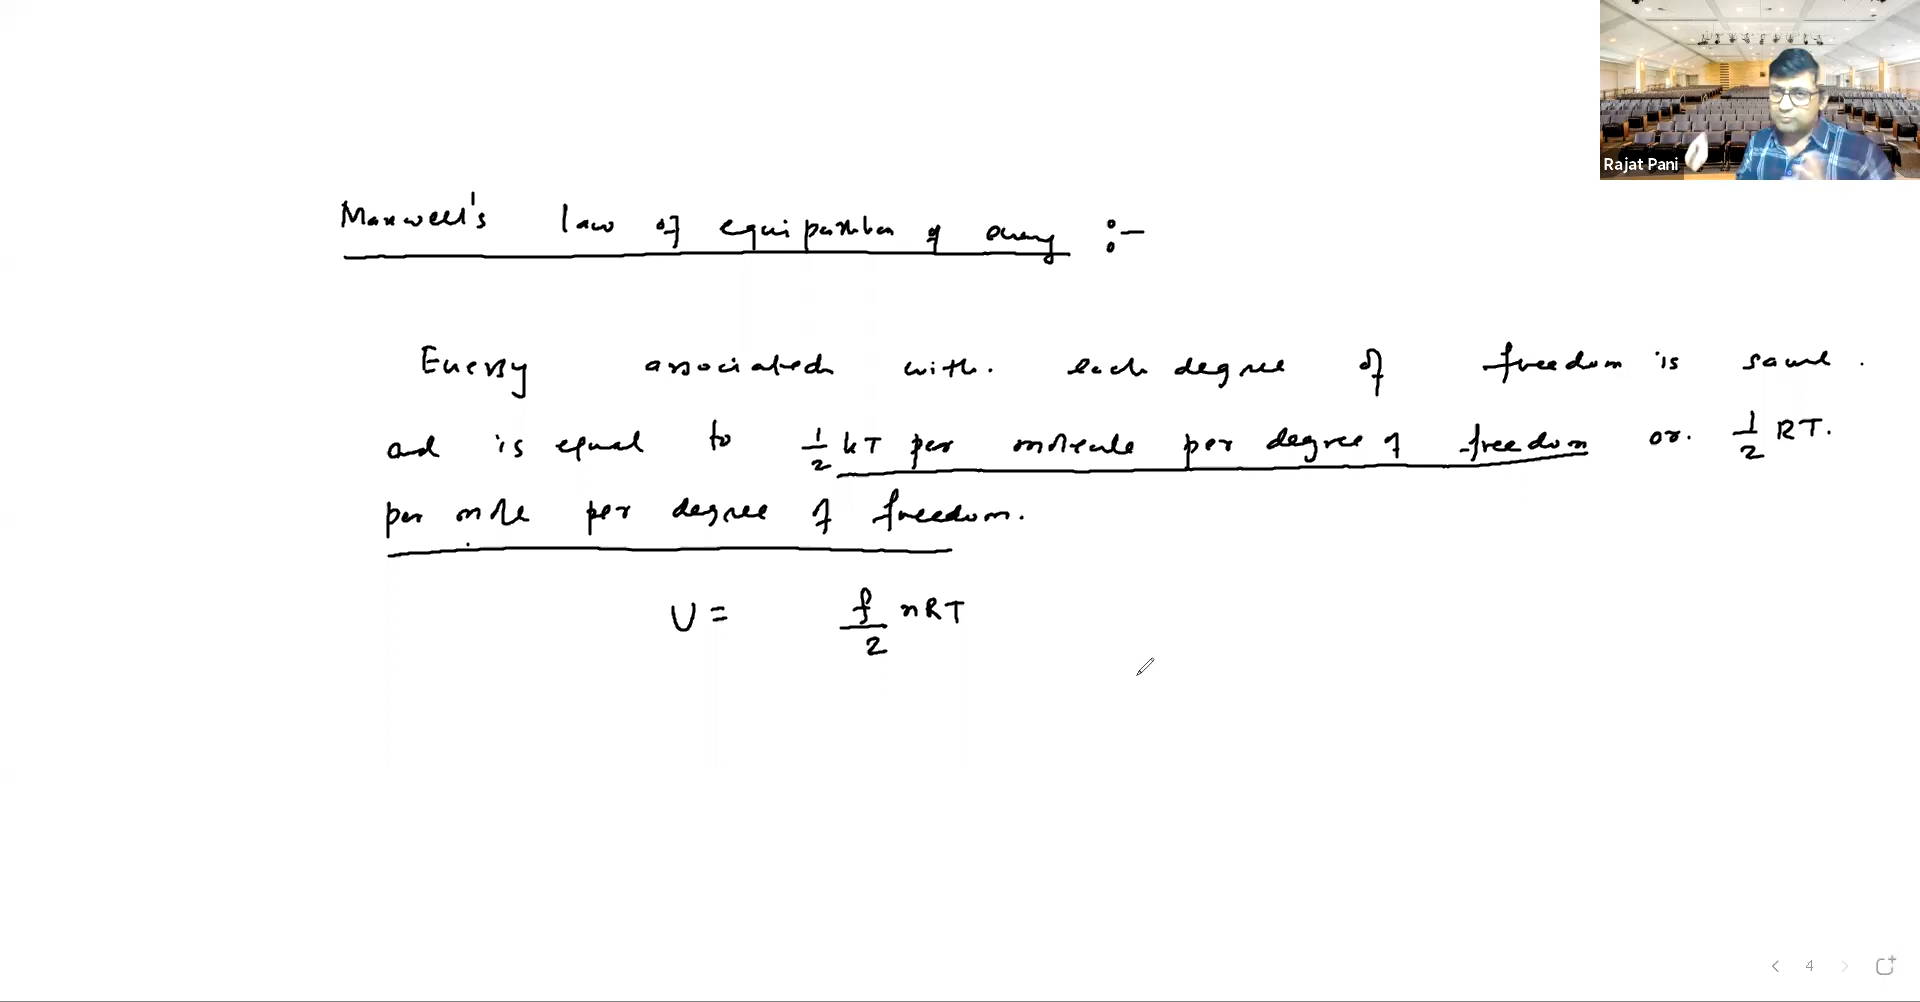 Rajat Pani
Maxwell's law of equipartition of energy :-
Energy associated with. each degree of freedom is same.
and is equal to 1/2 kT per molecule per degree of freedom or. 1/2 RT.
per mole per degree of freedom.
U = f/2 nRT
4